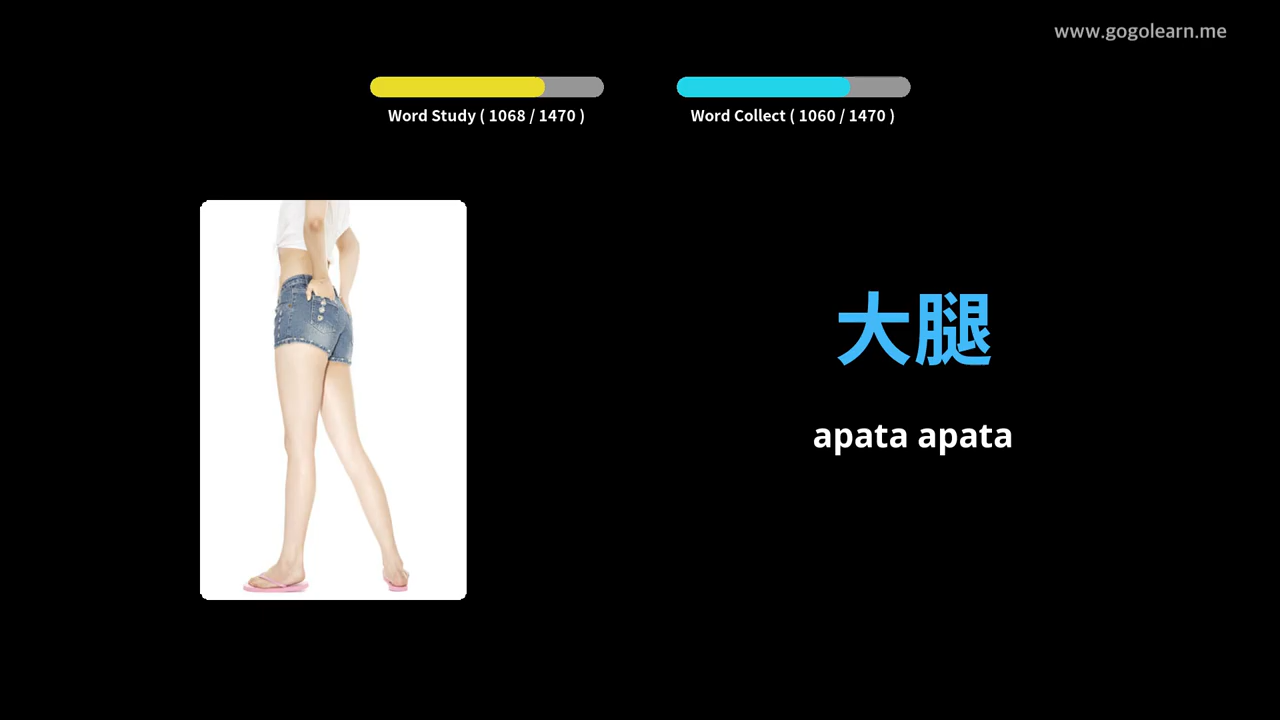 www.gogolearn.me
Word Study ( 1068 / 1470 )
Word Collect ( 1060 / 1470 )
大腿
apata apata